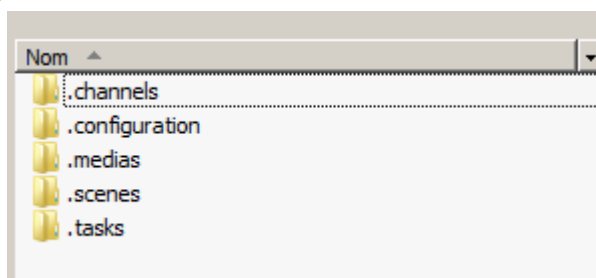 Nom
.channels
.configuration
.medias
.scenes
.tasks